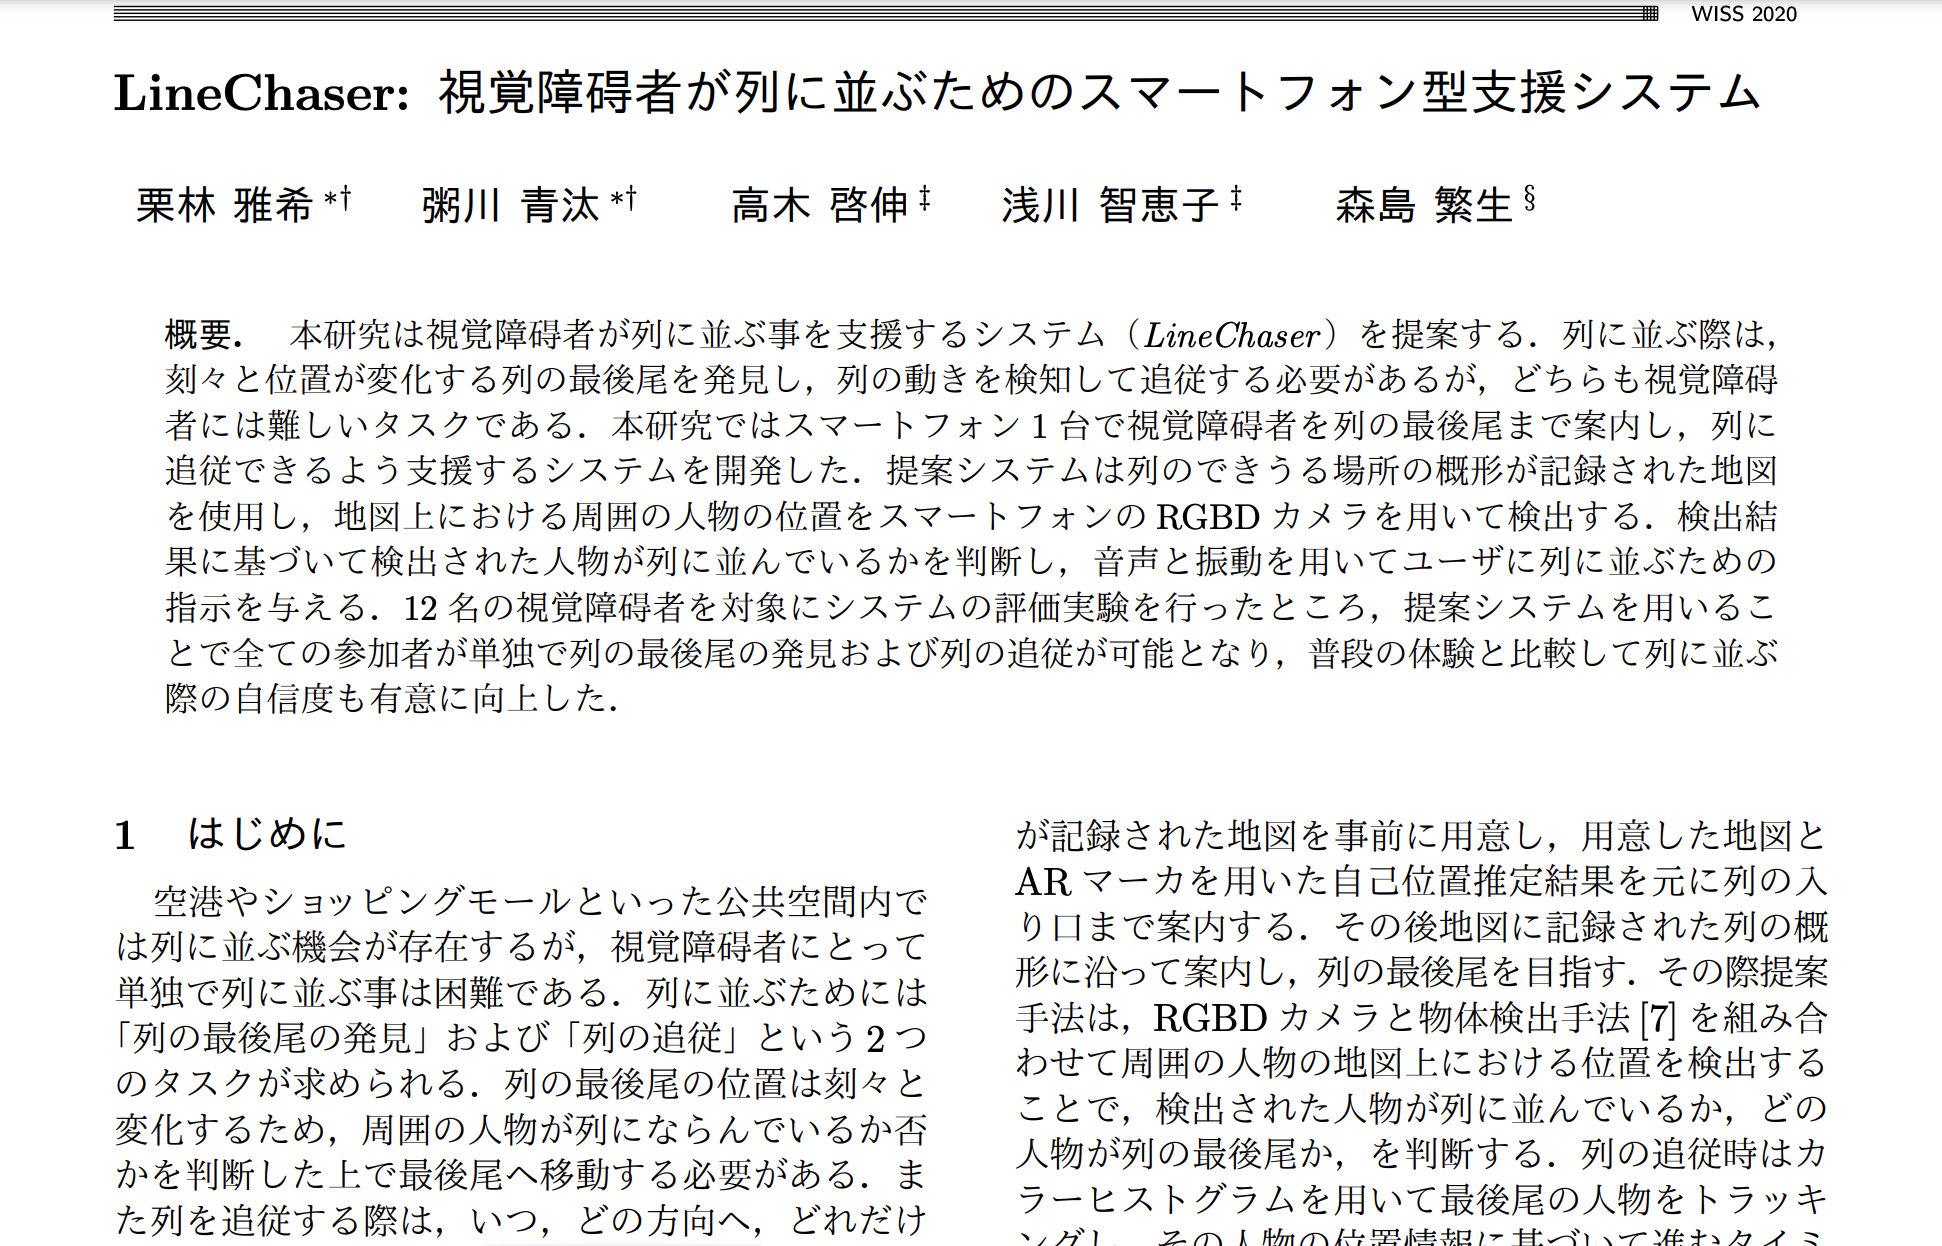 WISS 2020
LineChaser: 視覚障碍者が列に並ぶためのスマートフォン型支援システム
栗林 雅希 *† 粥川 青汰 *† 高木 啓伸 ‡ 浅川 智恵子 ‡ 森島 繁生 §
概要. 本研究は視覚障碍者が列に並ぶ事を支援するシステム（LineChaser）を提案する．列に並ぶ際は，
刻々と位置が変化する列の最後尾を発見し，列の動きを検知して追従する必要があるが，どちらも視覚障碍
者には難しいタスクである．本研究ではスマートフォン 1 台で視覚障碍者を列の最後尾まで案内し，列に
追従できるよう支援するシステムを開発した．提案システムは列のできうる場所の概形が記録された地図
を使用し，地図上における周囲の人物の位置をスマートフォンの RGBD カメラを用いて検出する．検出結
果に基づいて検出された人物が列に並んでいるかを判断し，音声と振動を用いてユーザに列に並ぶための
指示を与える．12 名の視覚障碍者を対象にシステムの評価実験を行ったところ，提案システムを用いるこ
とで全ての参加者が単独で列の最後尾の発見および列の追従が可能となり，普段の体験と比較して列に並ぶ
際の自信度も有意に向上した．
1 はじめに
空港やショッピングモールといった公共空間内で
は列に並ぶ機会が存在するが，視覚障碍者にとって
単独で列に並ぶ事は困難である．列に並ぶためには
「列の最後尾の発見」および「列の追従」という 2 つ
のタスクが求められる．列の最後尾の位置は刻々と
変化するため，周囲の人物が列にならんでいるか否
かを判断した上で最後尾へ移動する必要がある．ま
た列を追従する際は，いつ，どの方向へ，どれだけ
が記録された地図を事前に用意し，用意した地図と
AR マーカを用いた自己位置推定結果を元に列の入
り口まで案内する．その後地図に記録された列の概
形に沿って案内し，列の最後尾を目指す．その際提案
手法は，RGBD カメラと物体検出手法 [7] を組み合
わせて周囲の人物の地図上における位置を検出する
ことで，検出された人物が列に並んでいるか，どの
人物が列の最後尾か，を判断する．列の追従時はカ
ラーヒストグラムを用いて最後尾の人物をトラッキ
ングし，その人物の位置情報に基づいて進むタイミ